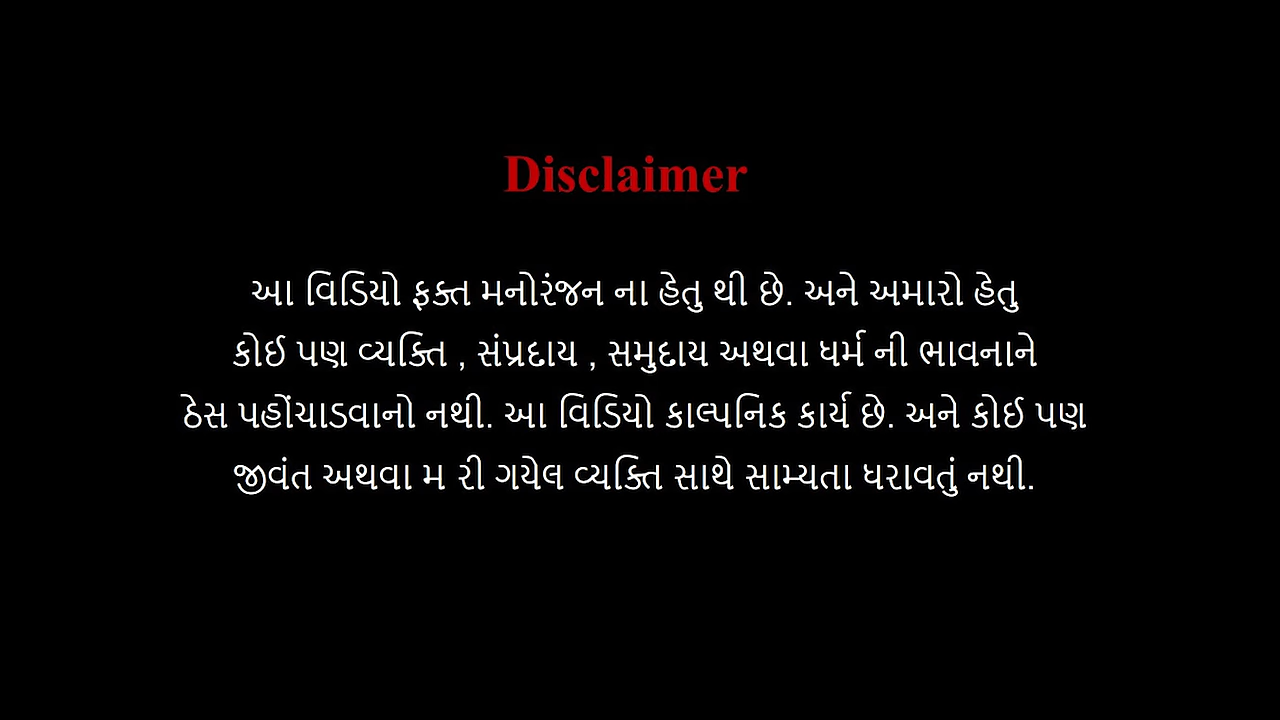 Disclaimer
આ વિડિયો ફક્ત મનોરંજન ના હેતુ થી છે. અને અમારો હેતુ
કોઈ પણ વ્યક્તિ , સંપ્રદાય , સમુદાય અથવા ધર્મ ની ભાવનાને
ઠેસ પહોંચાડવાનો નથી. આ વિડિયો કાલ્પનિક કાર્ય છે. અને કોઈ પણ
જીવંત અથવા મ રી ગયેલ વ્યક્તિ સાથે સામ્યતા ધરાવતું નથી.